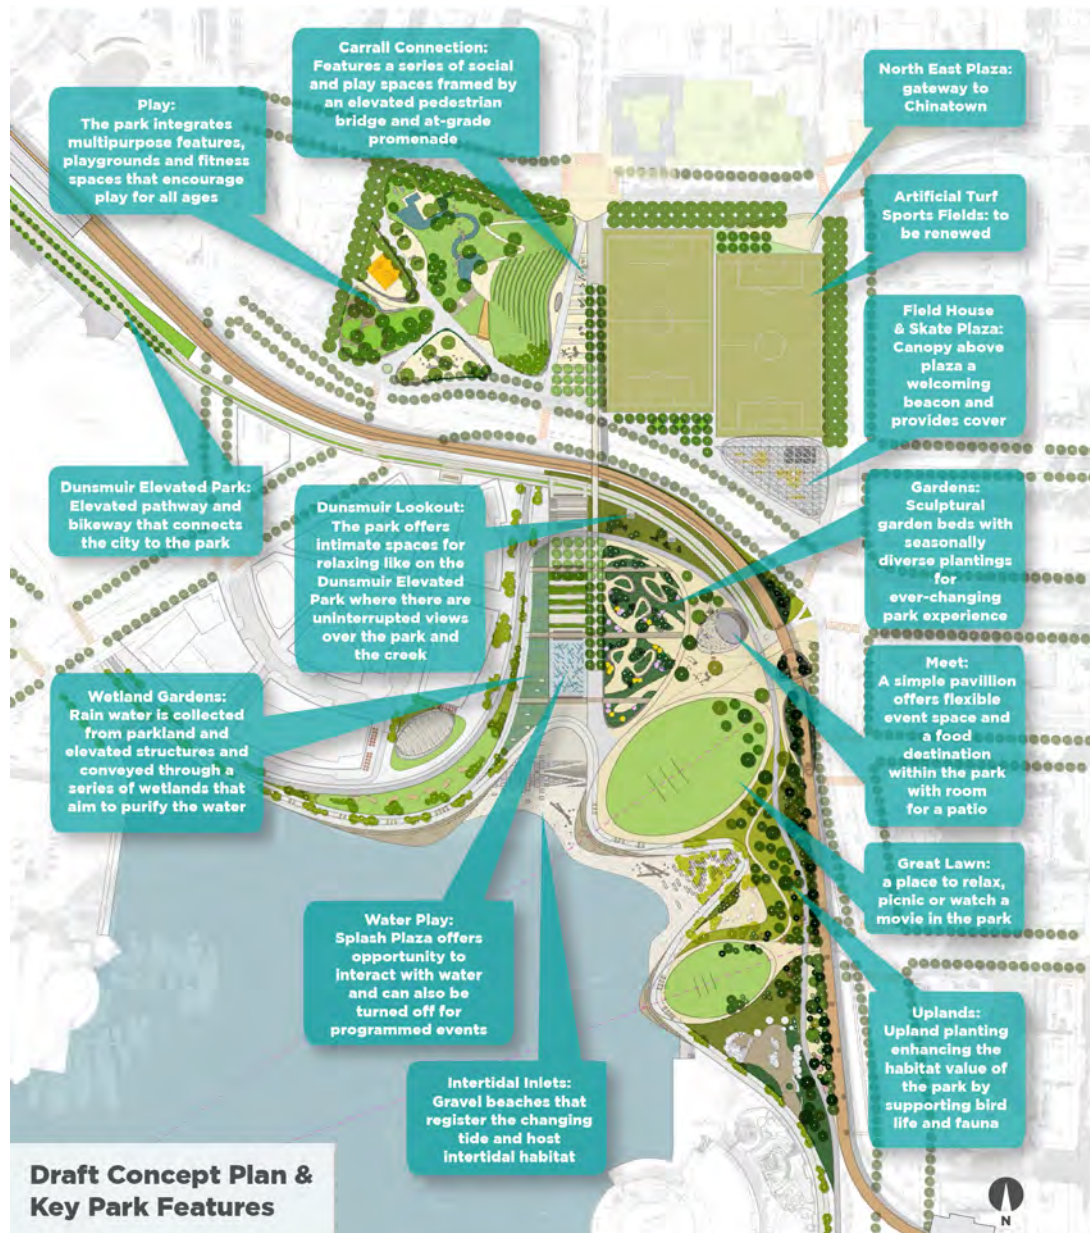 Carrall Connection:
Features a series of social
and play spaces framed by
an elevated pedestrian
bridge and at-grade
promenade
North East Plaza:
gateway to
Chinatown
Play:
The park integrates
multipurpose features,
playgrounds and fitness
spaces that encourage
play for all ages
Artificial Turf
Sports Fields: to
be renewed
Field House
& Skate Plaza:
Canopy above
plaza a
welcoming
beacon and
provides cover
Dunsmuir Elevated Park:
Elevated pathway and
bikeway that connects
the city to the park
Dunsmuir Lookout:
The park offers
intimate spaces for
relaxing like on the
Dunsmuir Elevated
Park where there are
uninterrupted views
over the park and
the creek
Gardens:
Sculptural
garden beds with
seasonally
diverse plantings
for
ever-changing
park experience
Wetland Gardens:
Rain water is collected
from parkland and
elevated structures and
conveyed through a
series of wetlands that
aim to purify the water
Meet:
A simple pavillion
offers flexible
event space and
a food
destination
within the park
with room
for a patio
Great Lawn:
a place to relax,
picnic or watch a
movie in the park
Water Play:
Splash Plaza offers
opportunity to
interact with water
and can also be
turned off for
programmed events
Uplands:
Upland planting
enhancing the
habitat value of
the park by
supporting bird
life and fauna
Intertidal Inlets:
Gravel beaches that
register the changing
tide and host
intertidal habitat
Draft Concept Plan &
Key Park Features
N